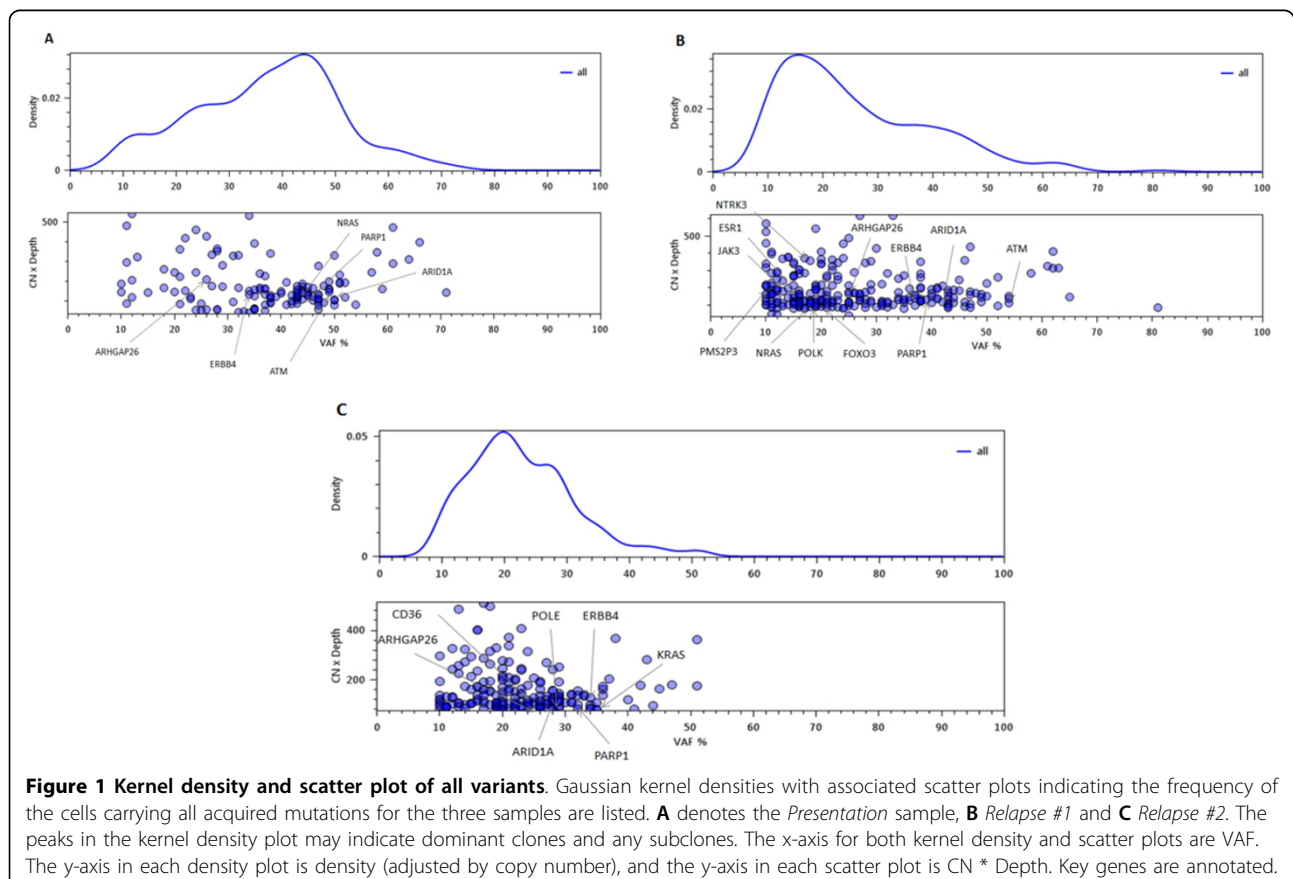 A
all
Density
0.02
0
0 10 20 30 40 50 60 70 80 90 100
500
CN x Depth
NRAS
PARP1
ARID1A
0 10 20 30 40 50 60 70 80 90 100
VAF %
ARHGAP26
ERBB4
ATM
B
all
Density
0.02
0
0 10 20 30 40 50 60 70 80 90 100
NTRK3
ESR1
ARHGAP26
ARID1A
500
JAK3
ERBB4
ATM
CN x Depth
0 10 20 30 40 50 60 70 80 90 100
VAF %
PMS2P3 NRAS POLK FOXO3 PARP1
C
0.05
all
Density
0
0 10 20 30 40 50 60 70 80 90 100
CD36 POLE ERBB4
400
ARHGAP26
KRAS
CN x Depth
200
0 10 20 30 40 50 60 70 80 90 100
VAF %
ARID1A PARP1
Figure 1 Kernel density and scatter plot of all variants. Gaussian kernel densities with associated scatter plots indicating the frequency of
the cells carrying all acquired mutations for the three samples are listed. A denotes the Presentation sample, B Relapse #1 and C Relapse #2. The
peaks in the kernel density plot may indicate dominant clones and any subclones. The x-axis for both kernel density and scatter plots are VAF.
The y-axis in each density plot is density (adjusted by copy number), and the y-axis in each scatter plot is CN * Depth. Key genes are annotated.